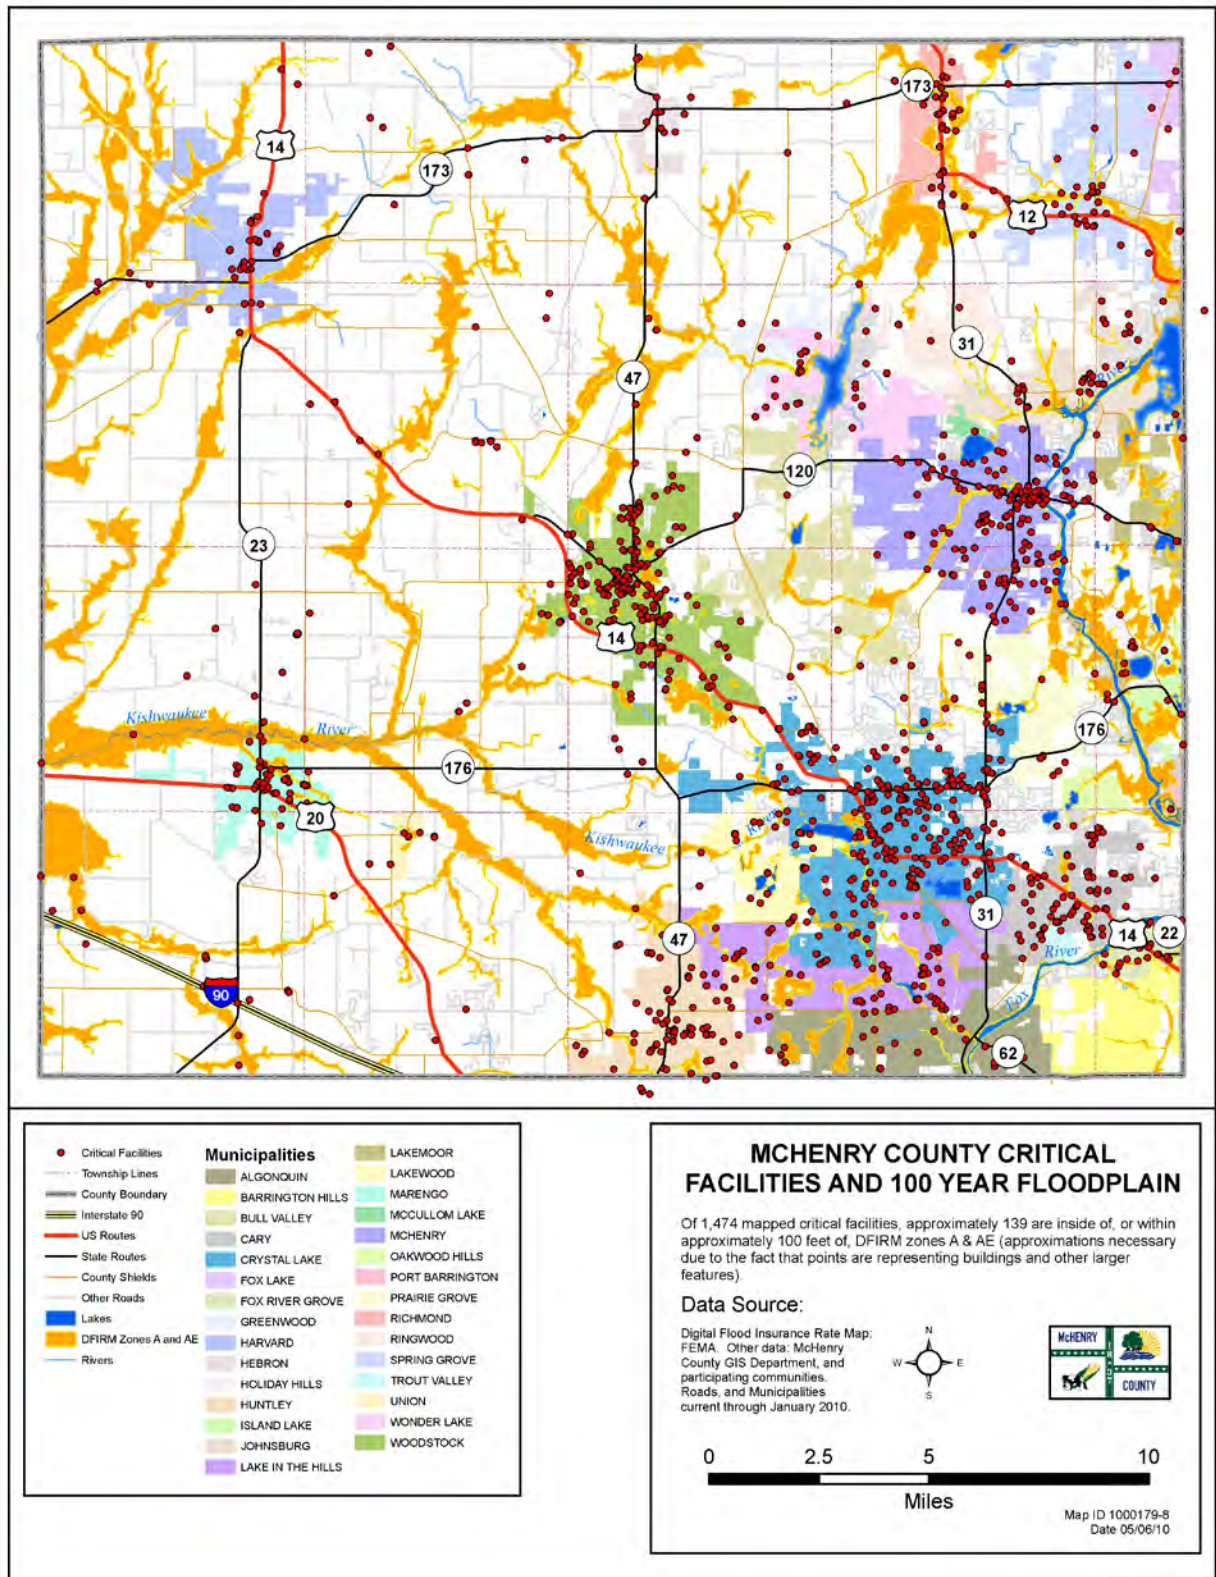 173
14
173
12
31
River
47
120
23
14
Kishwaukee
River
176
176
20
River
Kishwaukee
31
47
14
22
River
90
Fox
62
Critical Facilities
Township Lines
County Boundary
Interstate 90
US Routes
State Routes
County Shields
Other Roads
Lakes
DFIRM Zones A and AE
Rivers
Municipalities
ALGONQUIN
BARRINGTON HILLS
BULL VALLEY
CARY
CRYSTAL LAKE
FOX LAKE
FOX RIVER GROVE
GREENWOOD
HARVARD
HEBRON
HOLIDAY HILLS
HUNTLEY
ISLAND LAKE
JOHNSBURG
LAKE IN THE HILLS
LAKEMOOR
LAKEWOOD
MARENGO
MCCULLOM LAKE
MCHENRY
OAKWOOD HILLS
PORT BARRINGTON
PRAIRIE GROVE
RICHMOND
RINGWOOD
SPRING GROVE
TROUT VALLEY
UNION
WONDER LAKE
WOODSTOCK
MCHENRY COUNTY CRITICAL
FACILITIES AND 100 YEAR FLOODPLAIN
Of 1,474 mapped critical facilities, approximately 139 are inside of, or within
approximately 100 feet of, DFIRM zones A & AE (approximations necessary
due to the fact that points are representing buildings and other larger
features).
Data Source:
Digital Flood Insurance Rate Map:
FEMA. Other data: McHenry
County GIS Department, and
participating communities.
Roads, and Municipalities
current through January 2010.
N
W E
S
McHENRY
COUNTY
0 2.5 5 10
Miles
Map ID 1000179-8
Date 05/06/10